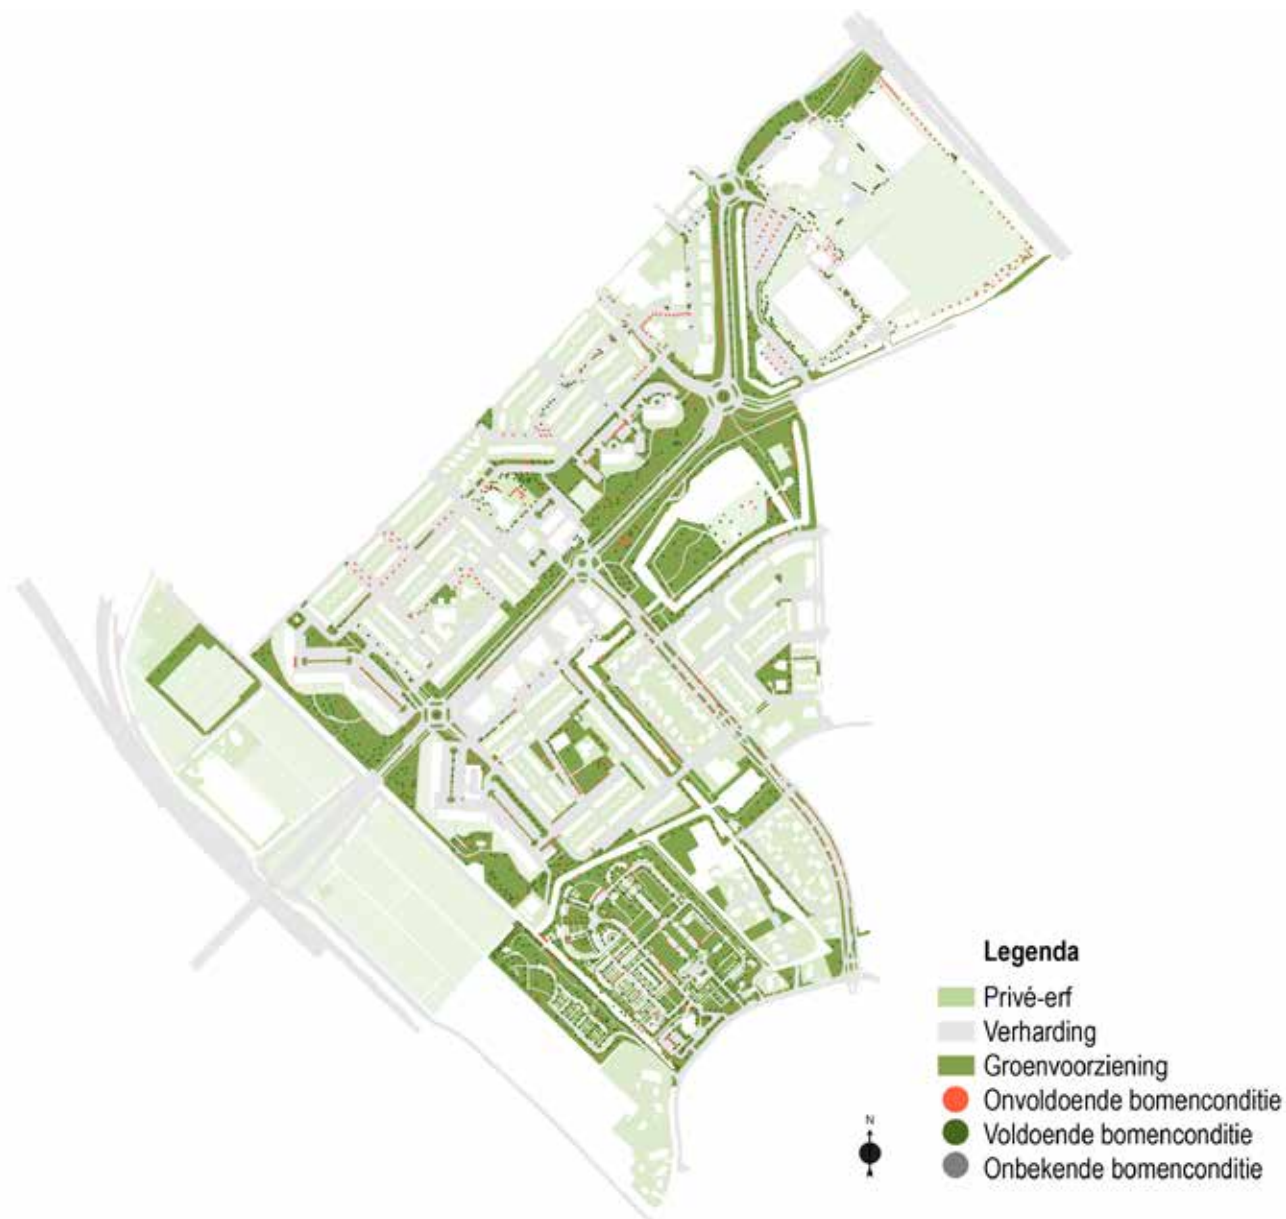 Legenda
Privé-erf
Verharding
Groenvoorziening
Onvoldoende bomenconditie
Voldoende bomenconditie
Onbekende bomenconditie
N